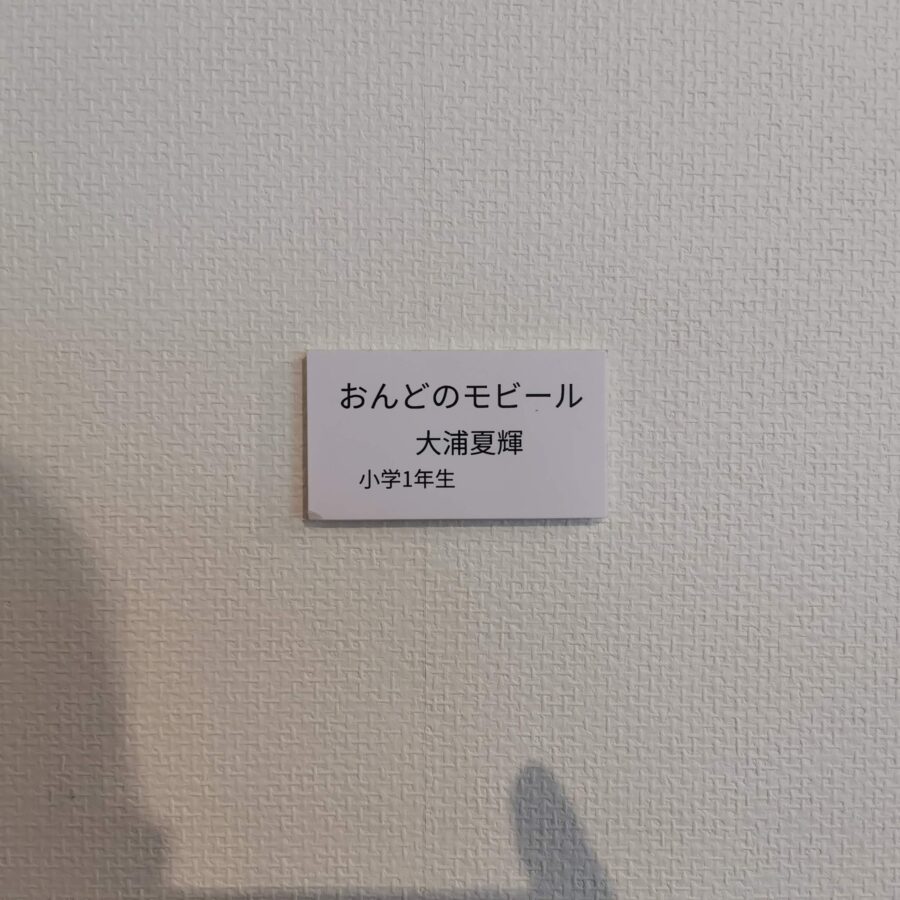 おんどのモビール
大浦夏輝
小学1年生